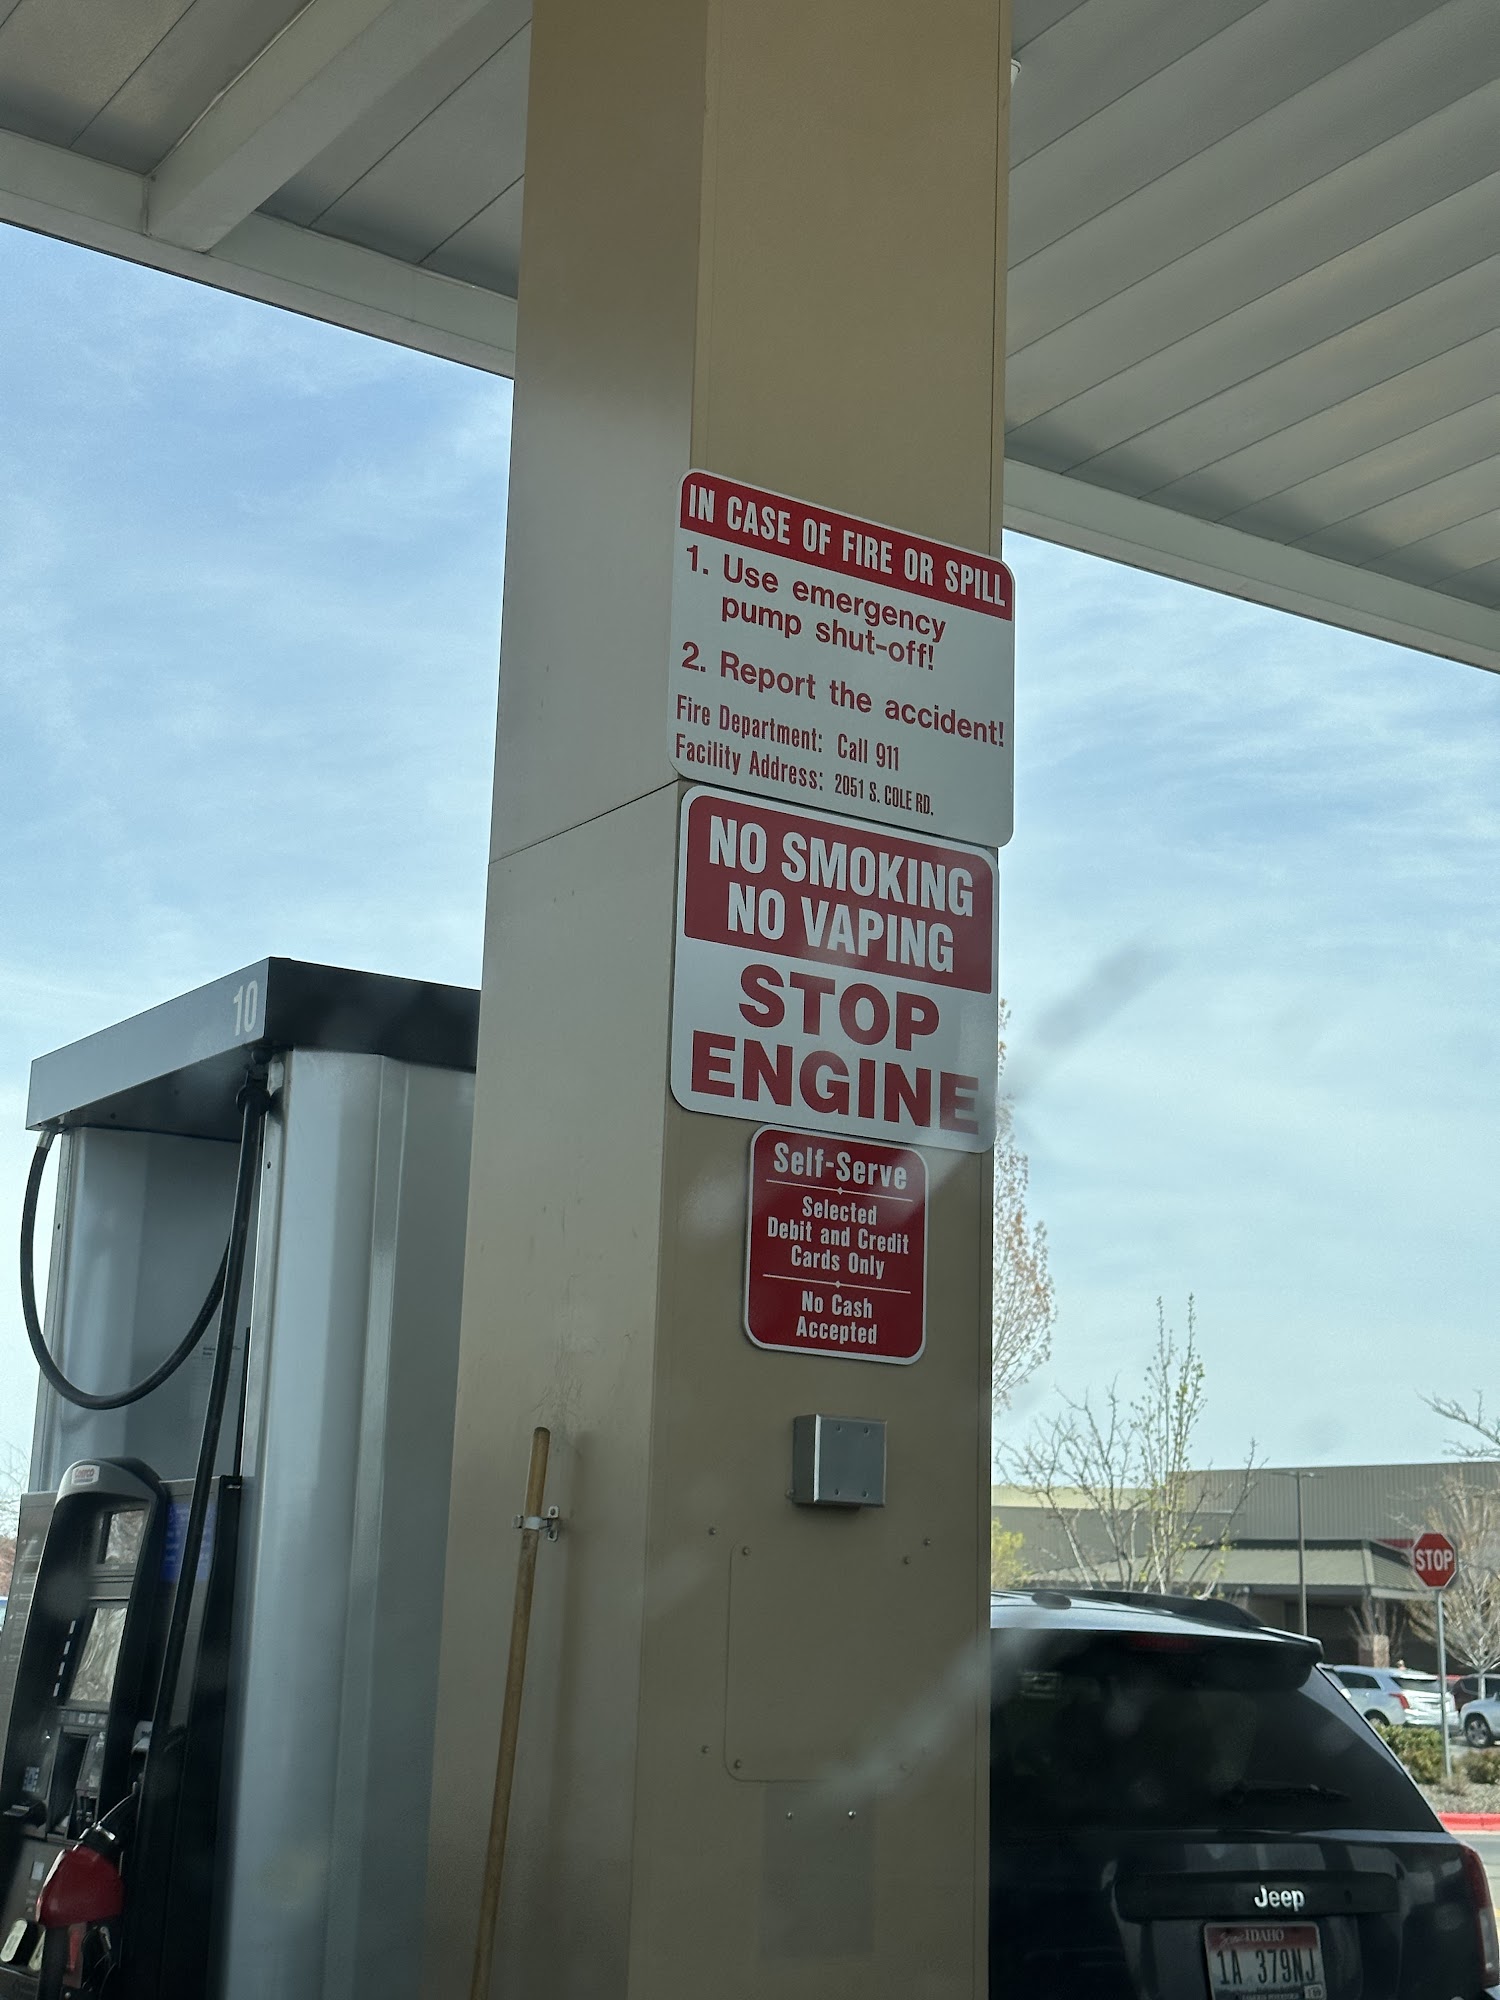 IN CASE OF FIRE OR SPILL
1. Use emergency
pump shut-off!
2. Report the accident!
Fire Department: Call 911
Facility Address: 2051 S. COLE RD.
NO SMOKING
NO VAPING
STOP
ENGINE
Self-Serve
Selected
Debit and Credit
Cards Only
No Cash
Accepted
10
STOP
Jeep
IDAHO
1A 379NJ